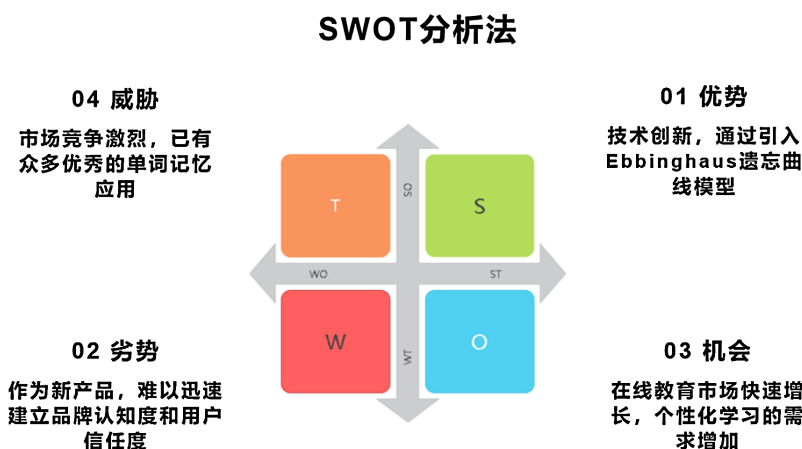 SWOT分析法
04 威胁
市场竞争激烈，已有
众多优秀的单词记忆
应用
01 优势
技术创新，通过引入
Ebbinghaus遗忘曲
线模型
T
S
SO
WO
ST
W
O
WT
02 劣势
作为新产品，难以迅速
建立品牌认知度和用户
信任度
03 机会
在线教育市场快速增
长，个性化学习的需
求增加